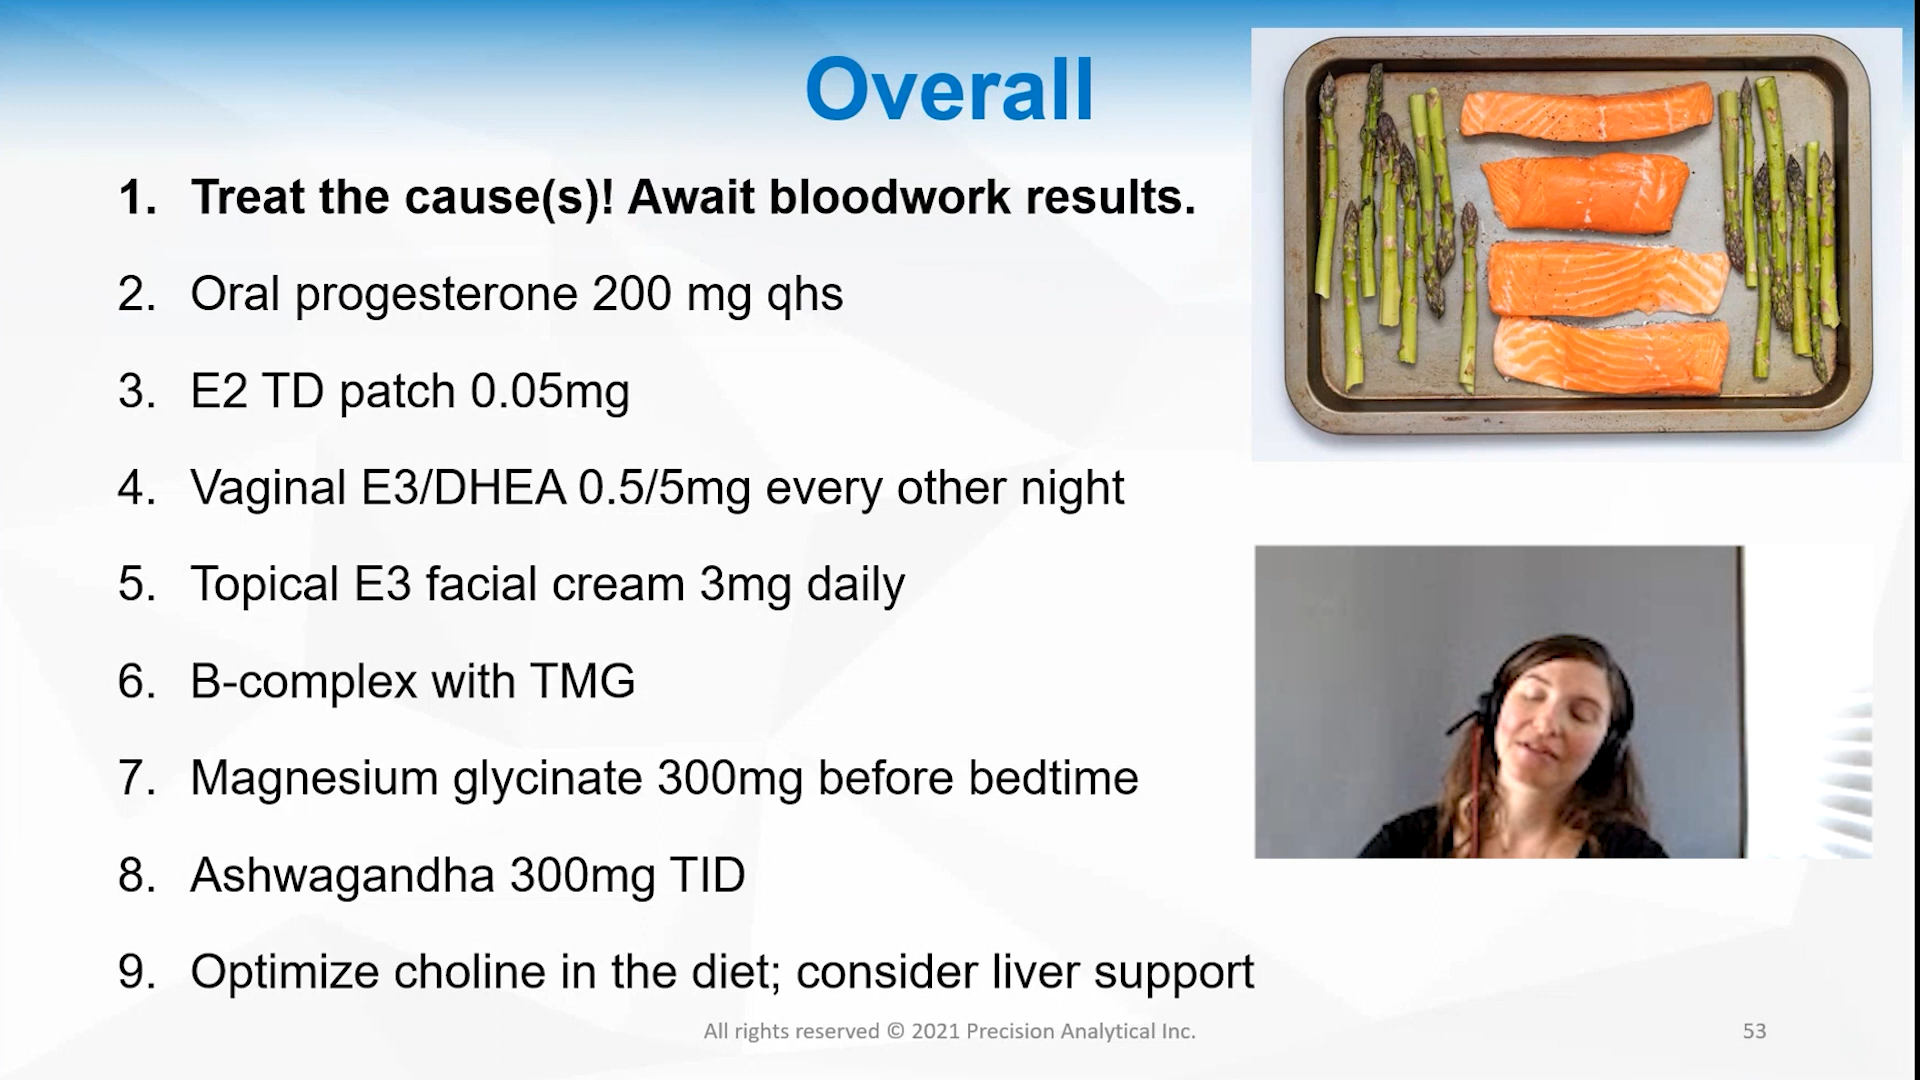 Overall
1. Treat the cause(s)! Await bloodwork results.
2. Oral progesterone 200 mg qhs
3. E2 TD patch 0.05mg
4. Vaginal E3/DHEA 0.5/5mg every other night
5. Topical E3 facial cream 3mg daily
6. B-complex with TMG
7. Magnesium glycinate 300mg before bedtime
8. Ashwagandha 300mg TID
9. Optimize choline in the diet; consider liver support
All rights reserved © 2021 Precision Analytical Inc.
53